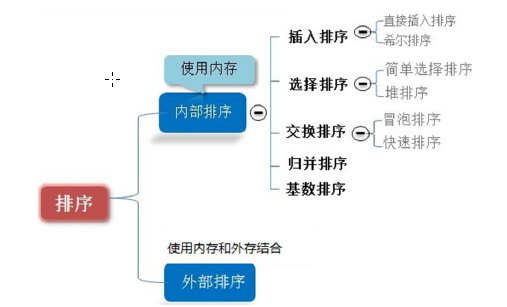 排序
使用内存
内部排序
插入排序
直接插入排序
希尔排序
选择排序
简单选择排序
堆排序
交换排序
冒泡排序
快速排序
归并排序
基数排序
使用内存和外存结合
外部排序